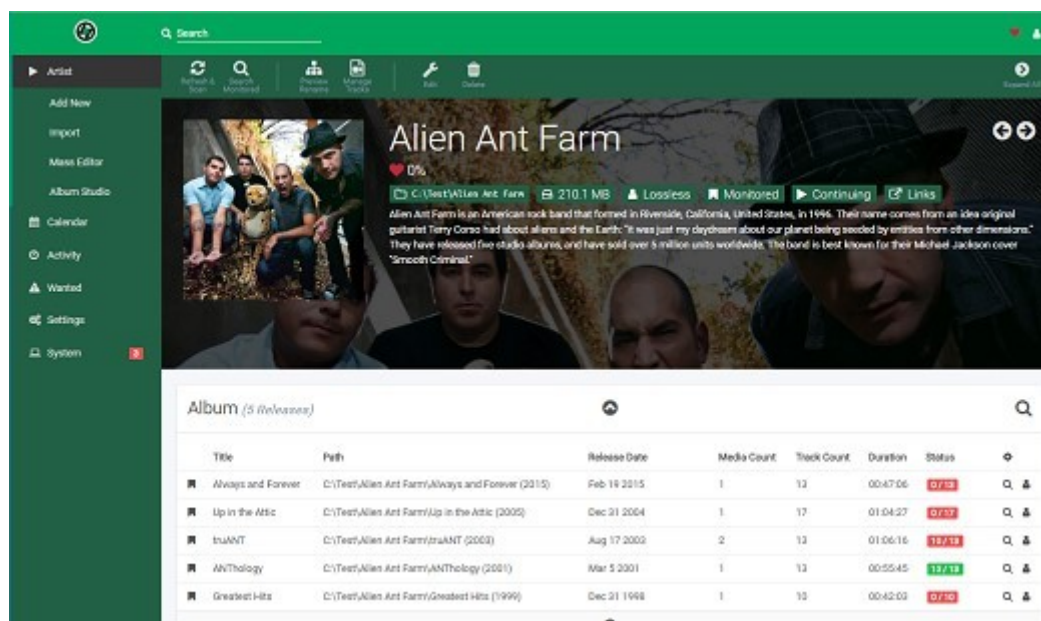 Search
Artist
Refresh & Scan
Search Monitored
Preview Rename
Manage Tracks
Edit
Delete
Expand All
Add New
Import
Mass Editor
Album Studio
Calendar
Activity
Wanted
Settings
System 3
Alien Ant Farm
0%
C:\Test\Alien Ant Farm 210.1 MB Lossless Monitored Continuing Links
Alien Ant Farm is an American rock band that formed in Riverside, California, United States, in 1996. Their name comes from an idea original
guitarist Terry Corso had about aliens and the Earth: "It was just my daydream about our planet being seeded by entities from other dimensions."
They have released five studio albums, and have sold over 5 million units worldwide. The band is best known for their Michael Jackson cover
"Smooth Criminal."
Album (5 Releases)
Title Path Release Date Media Count Track Count Duration Status
Always and Forever C:\Test\Alien Ant Farm\Always and Forever (2015) Feb 19 2015 1 13 00:47:06 0 / 13
Up in the Attic C:\Test\Alien Ant Farm\Up in the Attic (2005) Dec 31 2004 1 17 01:04:27 0 / 17
truANT C:\Test\Alien Ant Farm\truANT (2003) Aug 17 2003 2 13 01:06:16 10 / 13
ANThology C:\Test\Alien Ant Farm\ANThology (2001) Mar 5 2001 1 13 00:55:45 13 / 13
Greatest Hits C:\Test\Alien Ant Farm\Greatest Hits (1999) Dec 31 1998 1 10 00:42:03 0 / 10